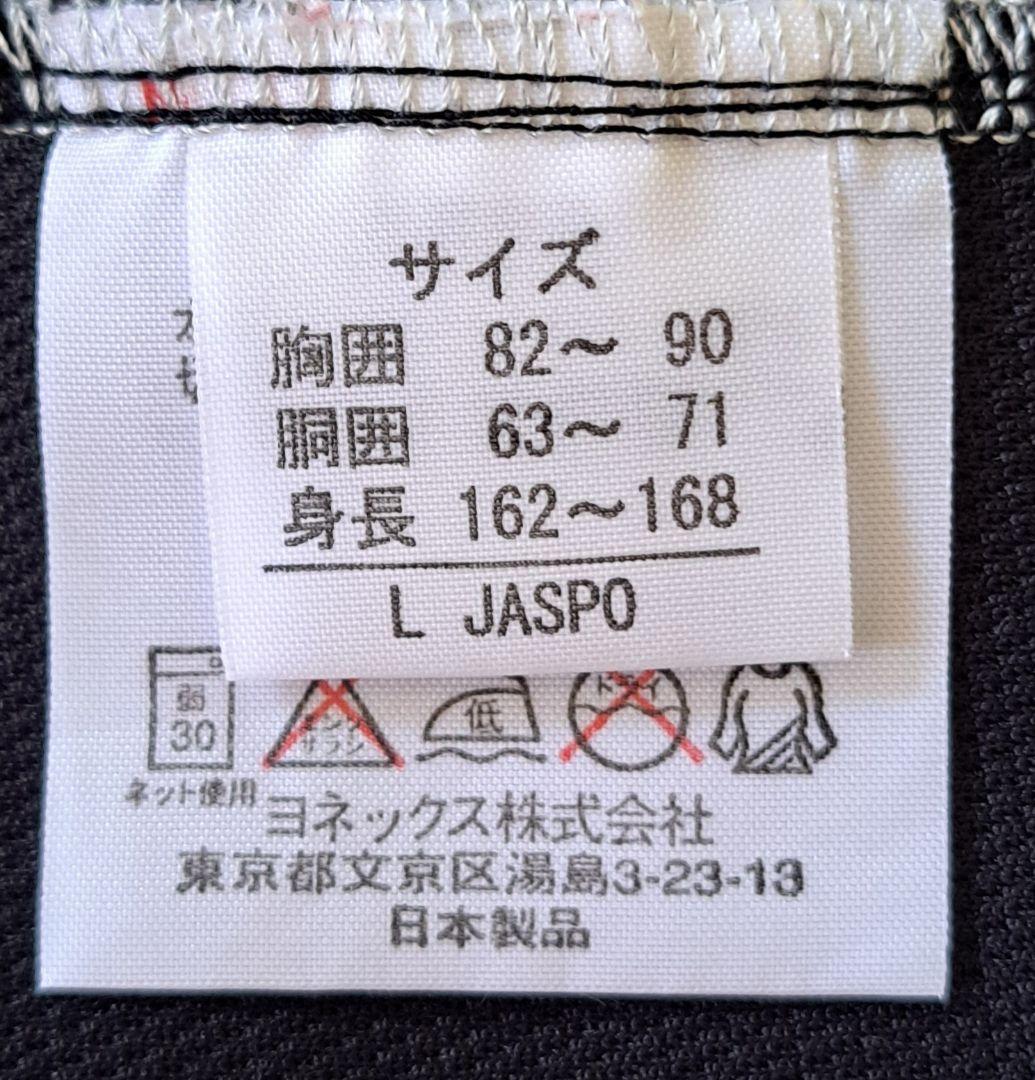 サイズ
胸囲 82～ 90
胴囲 63～ 71
身長 162～168
L JASPO
弱
30
低
ネット使用
ヨネックス株式会社
東京都文京区湯島3-23-13
日本製品